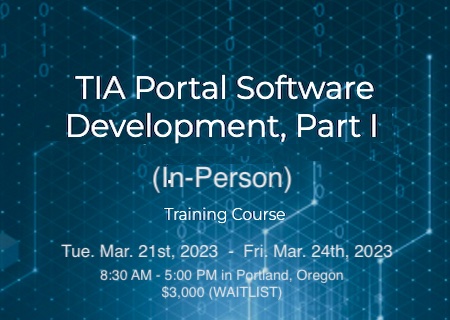 TIA Portal Software
Development, Part I
(In-Person)
Training Course
Tue. Mar. 21st, 2023 - Fri. Mar. 24th, 2023
8:30 AM - 5:00 PM in Portland, Oregon
$3,000 (WAITLIST)